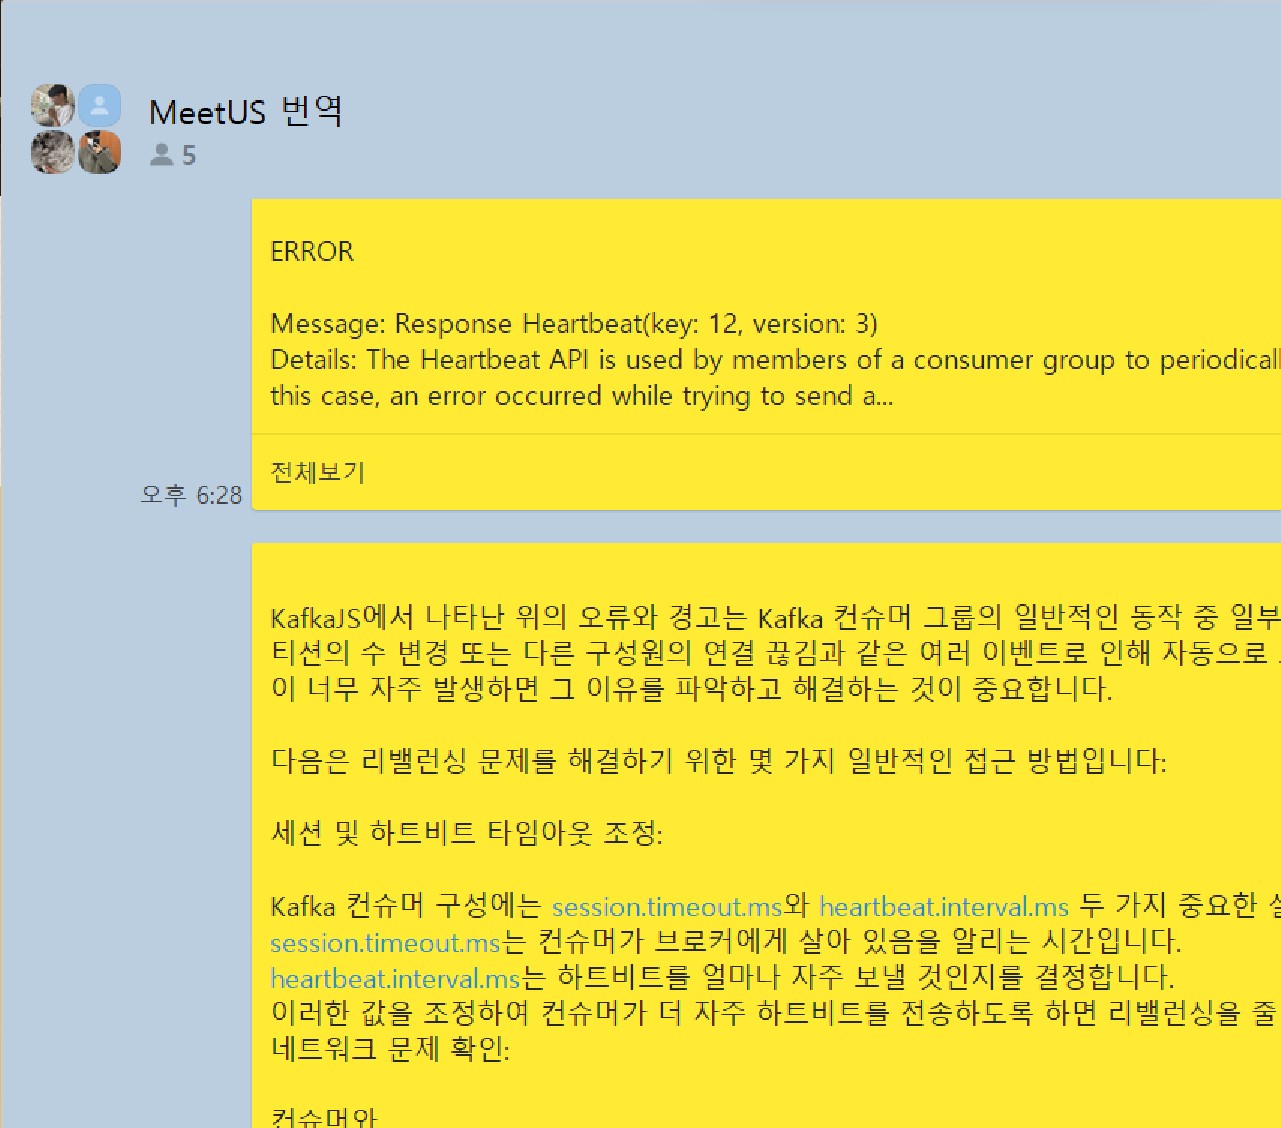 MeetUS 번역
5
ERROR
Message: Response Heartbeat(key: 12, version: 3)
Details: The Heartbeat API is used by members of a consumer group to periodicall
this case, an error occurred while trying to send a...
전체보기
오후 6:28
KafkaJS에서 나타난 위의 오류와 경고는 Kafka 컨슈머 그룹의 일반적인 동작 중 일부
티션의 수 변경 또는 다른 구성원의 연결 끊김과 같은 여러 이벤트로 인해 자동으로
이 너무 자주 발생하면 그 이유를 파악하고 해결하는 것이 중요합니다.
다음은 리밸런싱 문제를 해결하기 위한 몇 가지 일반적인 접근 방법입니다:
세션 및 하트비트 타임아웃 조정:
Kafka 컨슈머 구성에는 session.timeout.ms와 heartbeat.interval.ms 두 가지 중요한
session.timeout.ms는 컨슈머가 브로커에게 살아 있음을 알리는 시간입니다.
heartbeat.interval.ms는 하트비트를 얼마나 자주 보낼 것인지를 결정합니다.
이러한 값을 조정하여 컨슈머가 더 자주 하트비트를 전송하도록 하면 리밸런싱을 줄
네트워크 문제 확인:
컨슈머와